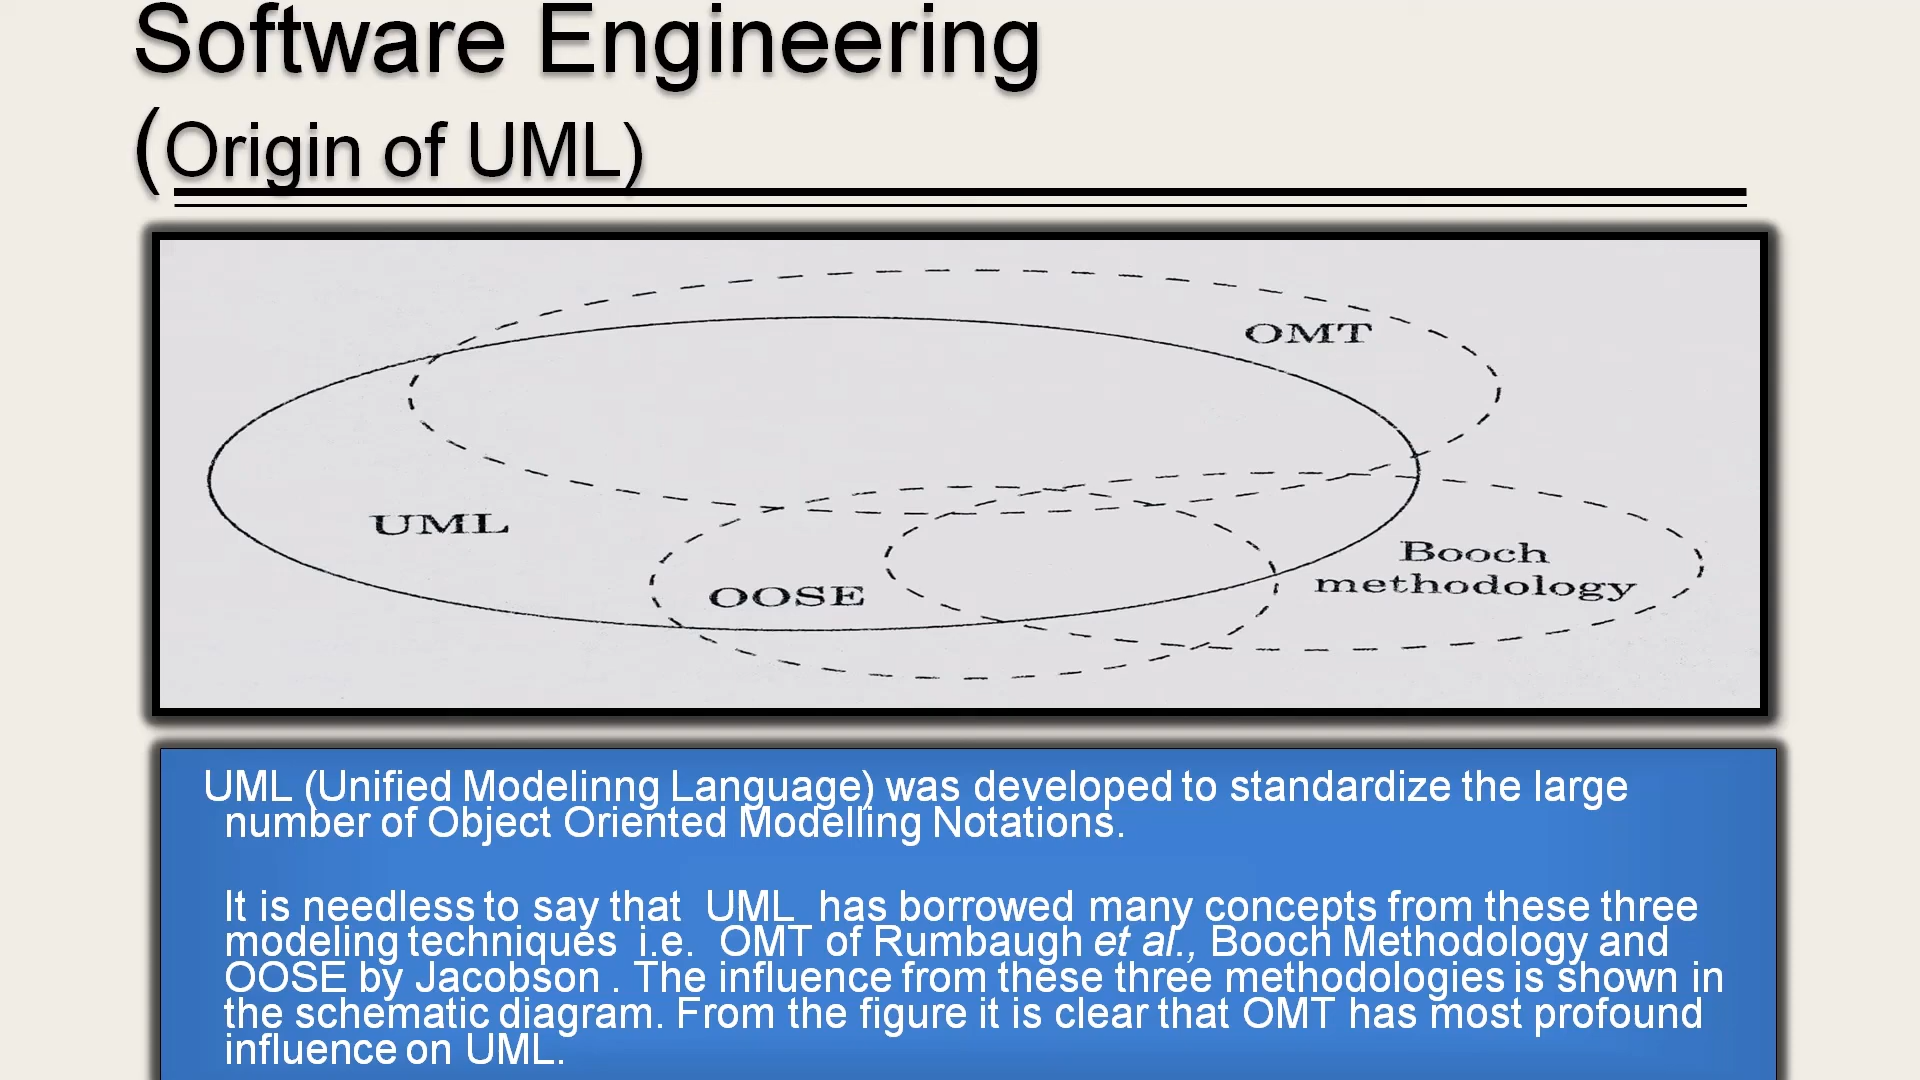 Software Engineering
(Origin of UML)
OMT
UML
OOSE
Booch
methodology
UML (Unified Modelinng Language) was developed to standardize the large
number of Object Oriented Modelling Notations.
It is needless to say that UML has borrowed many concepts from these three
modeling techniques i.e. OMT of Rumbaugh et al., Booch Methodology and
OOSE by Jacobson . The influence from these three methodologies is shown in
the schematic diagram. From the figure it is clear that OMT has most profound
influence on UML.